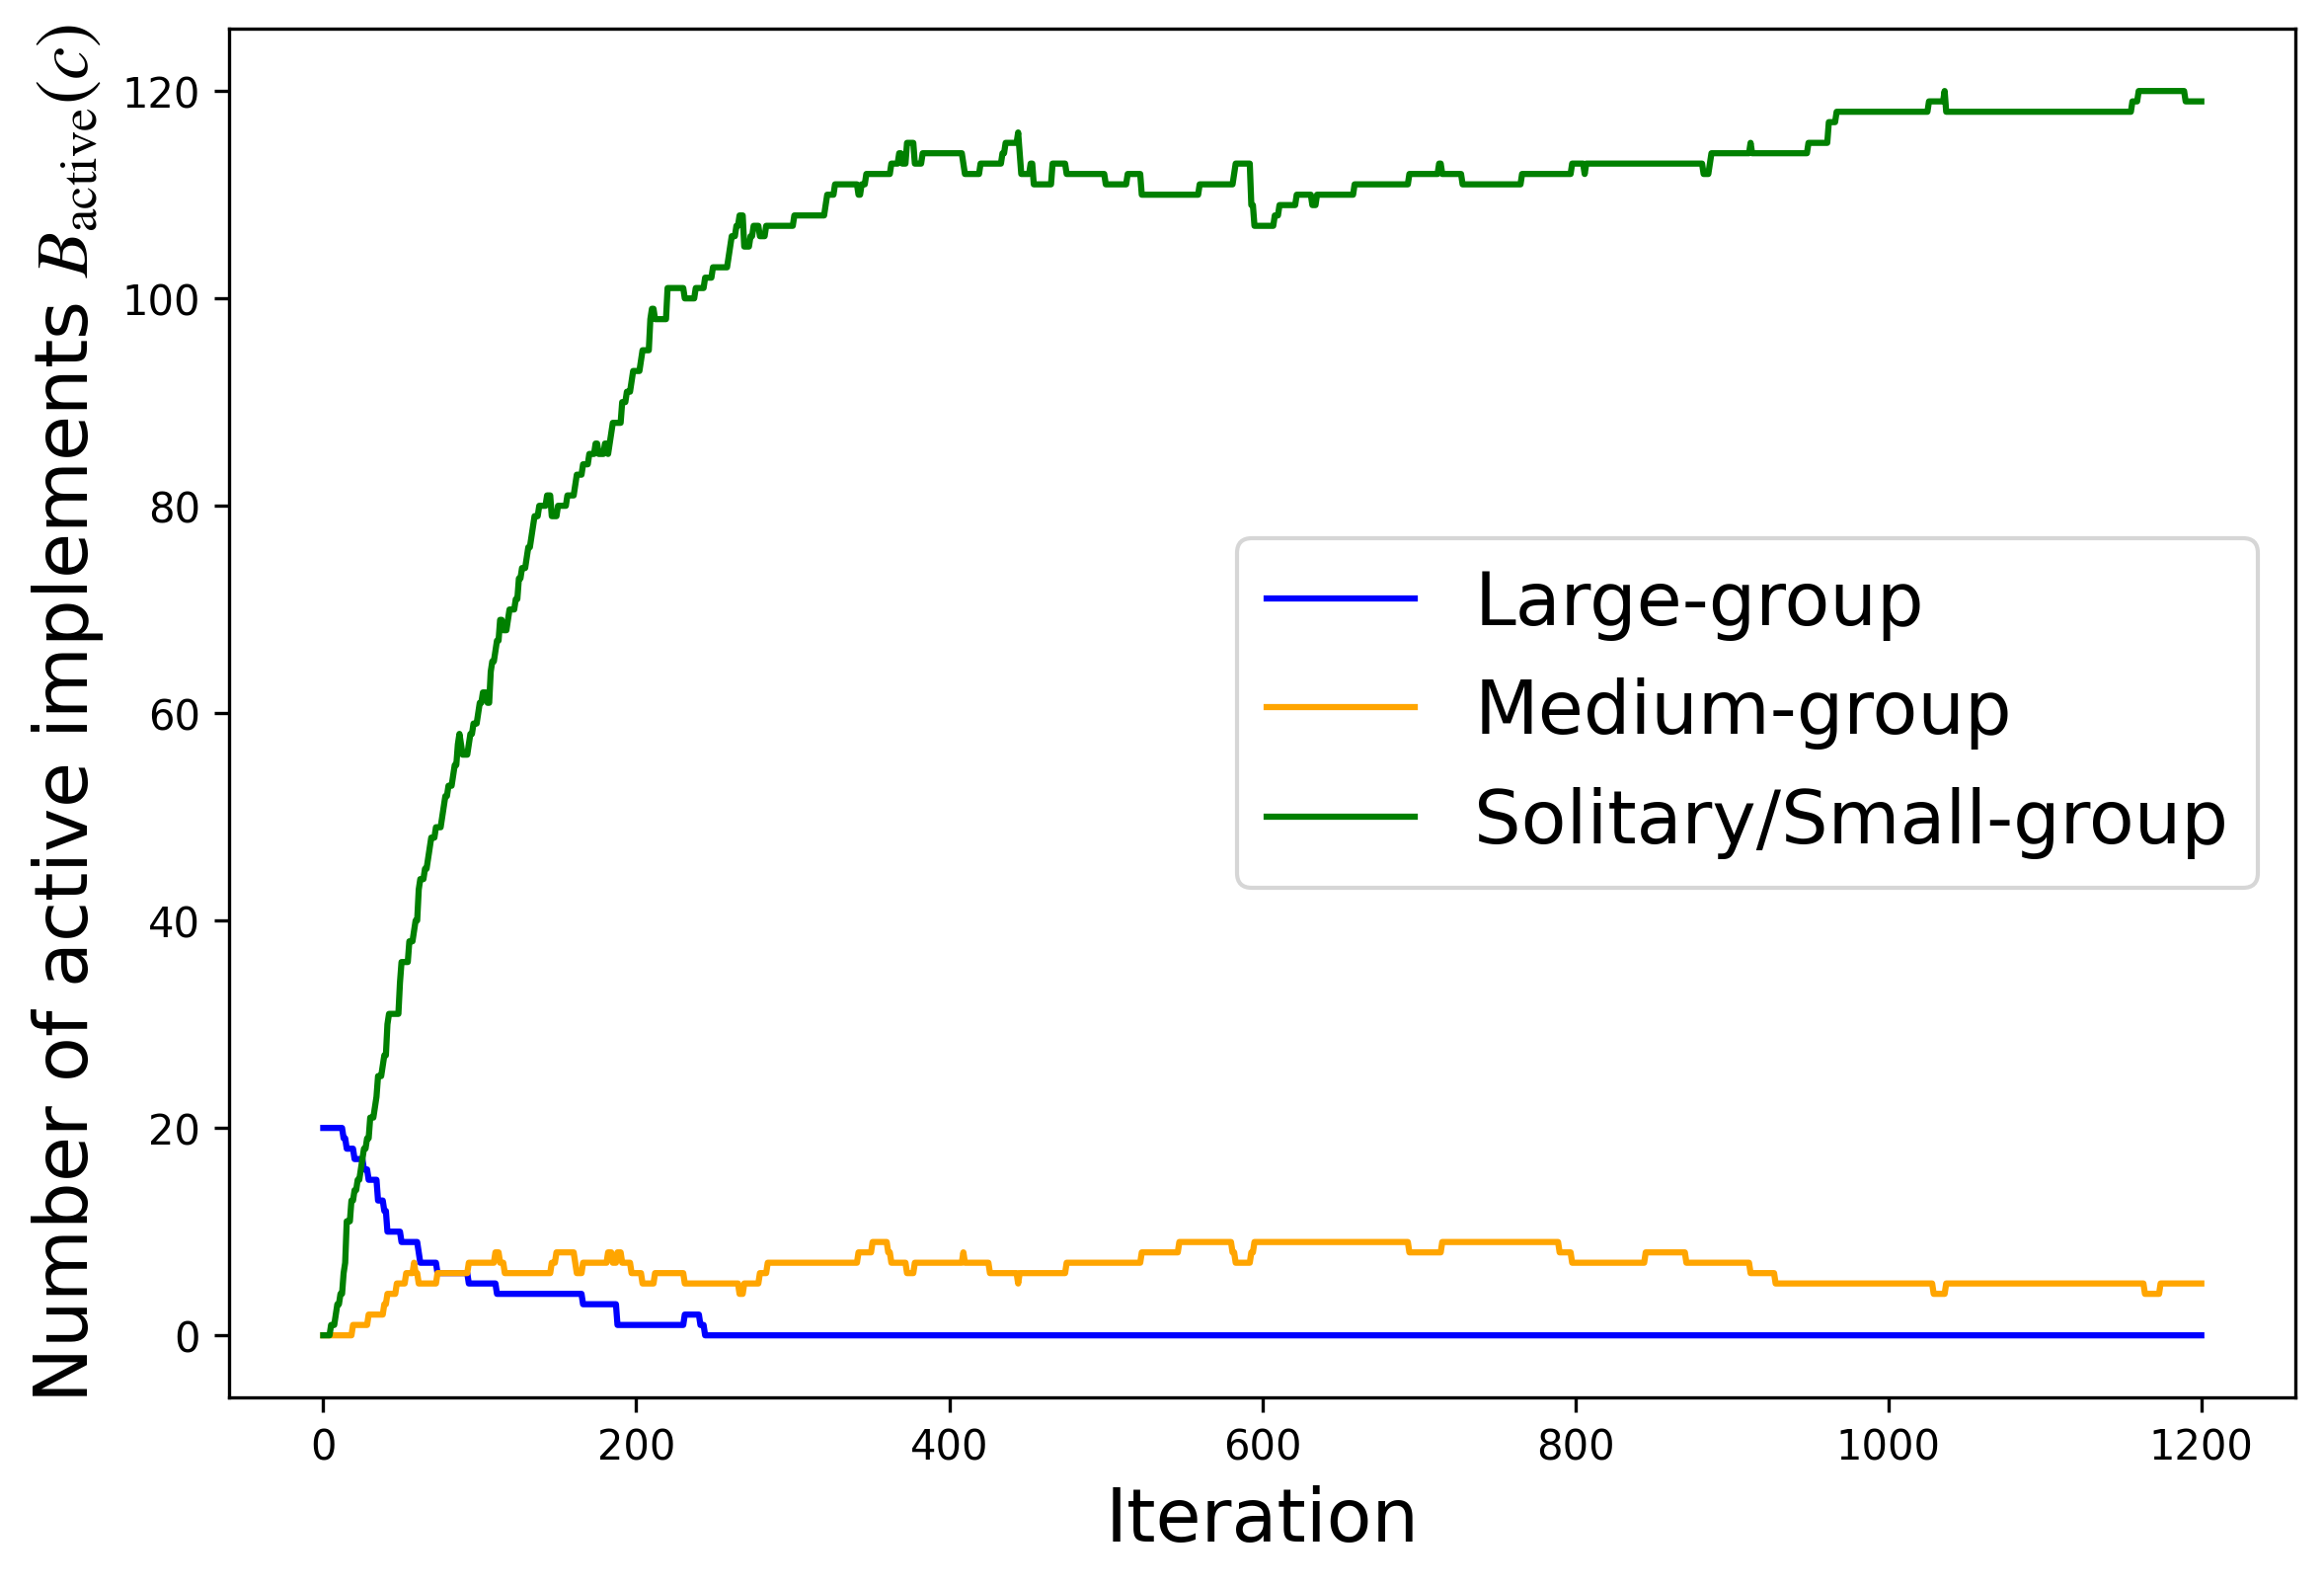 Number of active implements B_active(c)
120
100
80
60
40
20
0
Large-group
Medium-group
Solitary/Small-group
0 200 400 600 800 1000 1200
Iteration